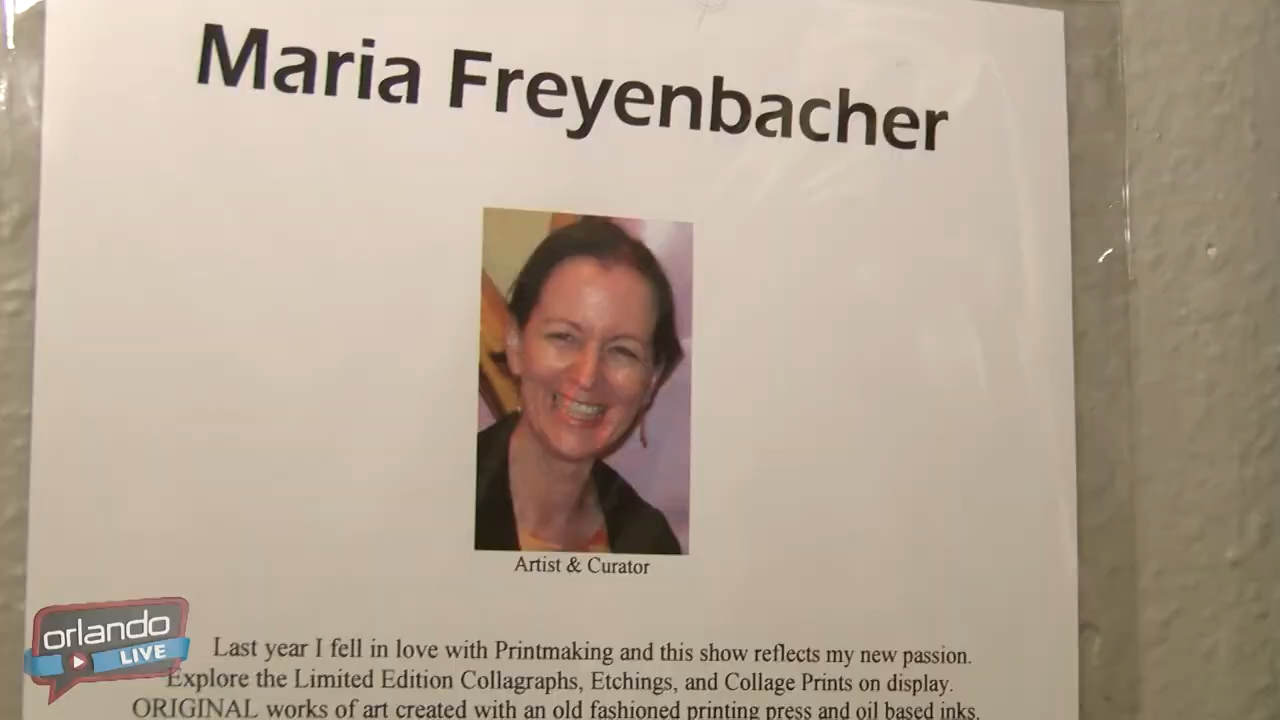 Maria Freyenbacher
Artist & Curator
Last year I fell in love with Printmaking and this show reflects my new passion.
Explore the Limited Edition Collagraphs, Etchings, and Collage Prints on display.
ORIGINAL works of art created with an old fashioned printing press and oil based inks.
orlando
LIVE